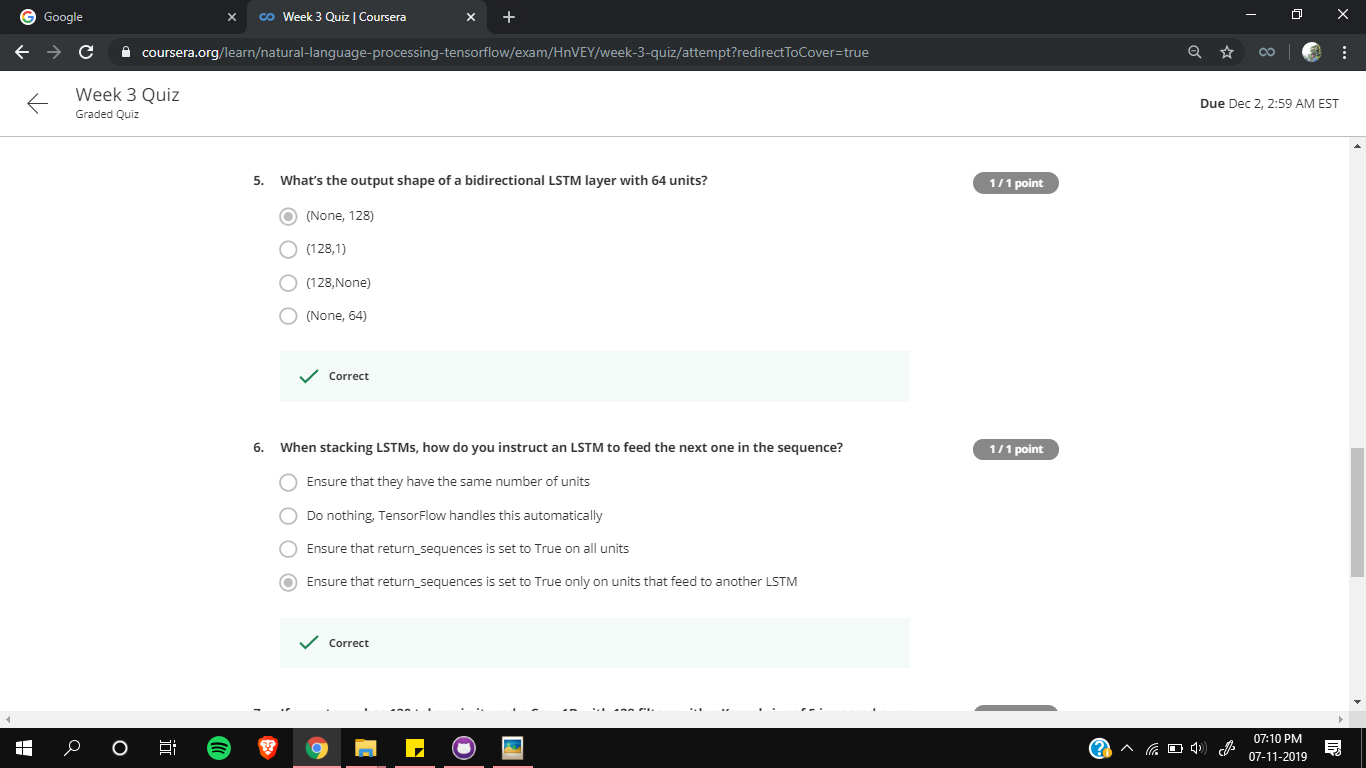 Google
Week 3 Quiz | Coursera
coursera.org/learn/natural-language-processing-tensorflow/exam/HnVEY/week-3-quiz/attempt?redirectToCover=true
Week 3 Quiz
Graded Quiz
Due Dec 2, 2:59 AM EST
5. What's the output shape of a bidirectional LSTM layer with 64 units?
1 / 1 point
(None, 128)
(128,1)
(128,None)
(None, 64)
Correct
6. When stacking LSTMs, how do you instruct an LSTM to feed the next one in the sequence?
1 / 1 point
Ensure that they have the same number of units
Do nothing, TensorFlow handles this automatically
Ensure that return_sequences is set to True on all units
Ensure that return_sequences is set to True only on units that feed to another LSTM
Correct
07:10 PM
07-11-2019